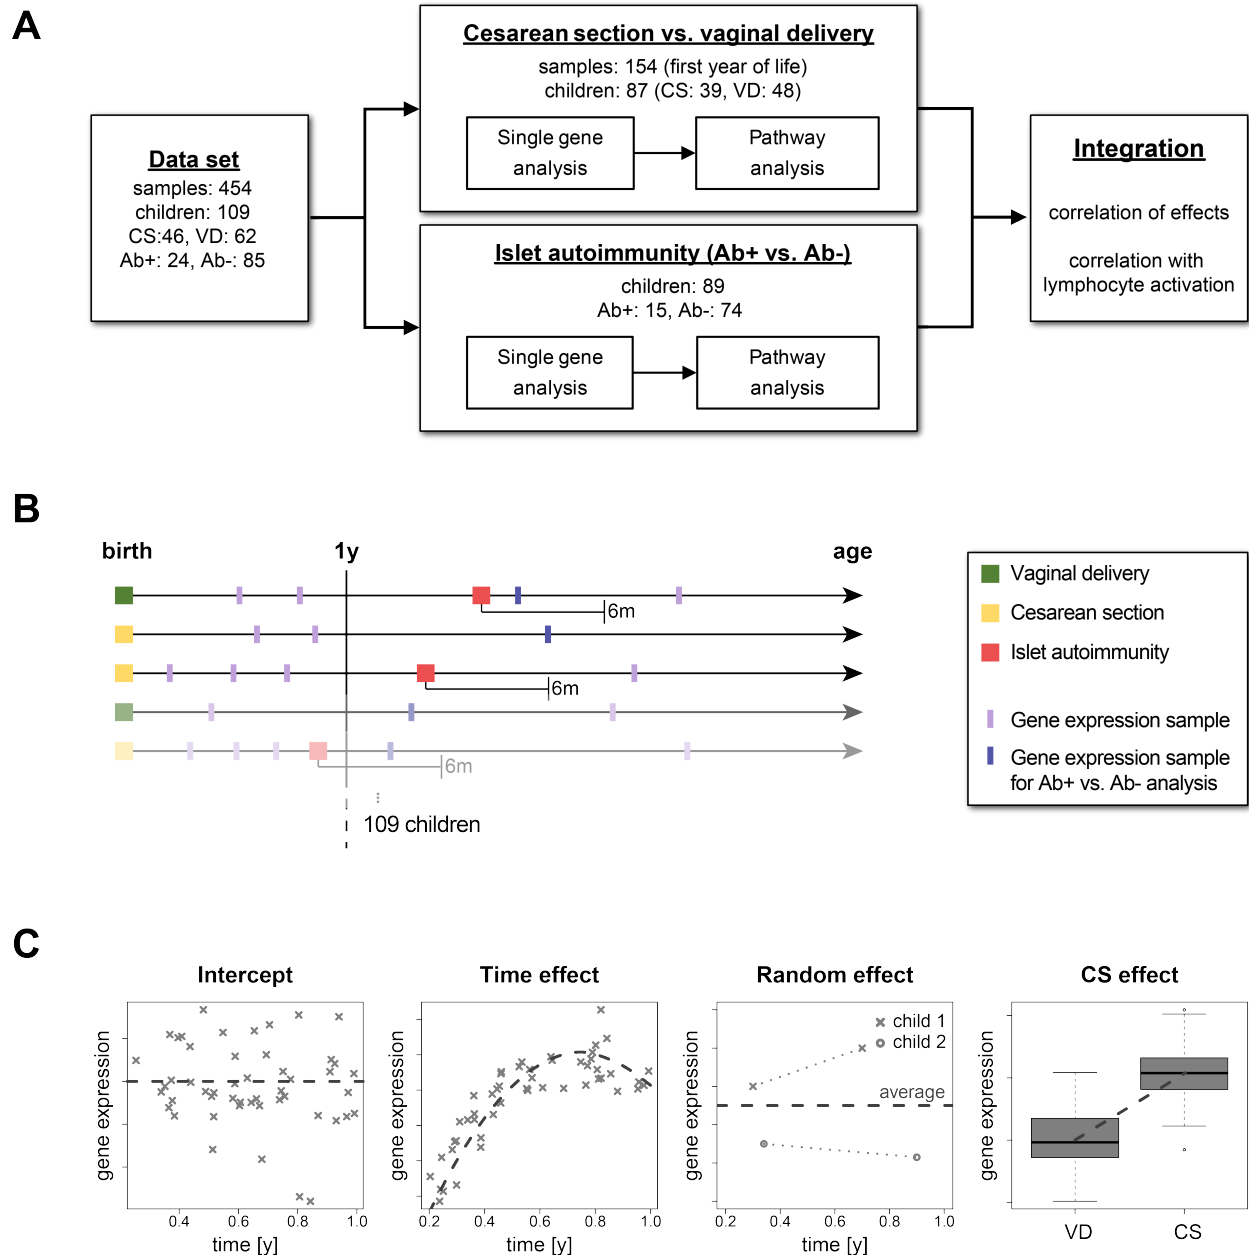 A
Data set
samples: 454
children: 109
CS:46, VD: 62
Ab+: 24, Ab-: 85
Cesarean section vs. vaginal delivery
samples: 154 (first year of life)
children: 87 (CS: 39, VD: 48)
Single gene
analysis
Pathway
analysis
Islet autoimmunity (Ab+ vs. Ab-)
children: 89
Ab+: 15, Ab-: 74
Single gene
analysis
Pathway
analysis
Integration
correlation of effects
correlation with
lymphocyte activation
B
birth
1y
age
6m
6m
6m
109 children
Vaginal delivery
Cesarean section
Islet autoimmunity
Gene expression sample
Gene expression sample
for Ab+ vs. Ab- analysis
C
Intercept
gene expression
0.4 0.6 0.8 1.0
time [y]
Time effect
gene expression
0.2 0.4 0.6 0.8 1.0
time [y]
Random effect
child 1
child 2
average
gene expression
0.2 0.4 0.6 0.8 1.0
time [y]
CS effect
gene expression
VD CS